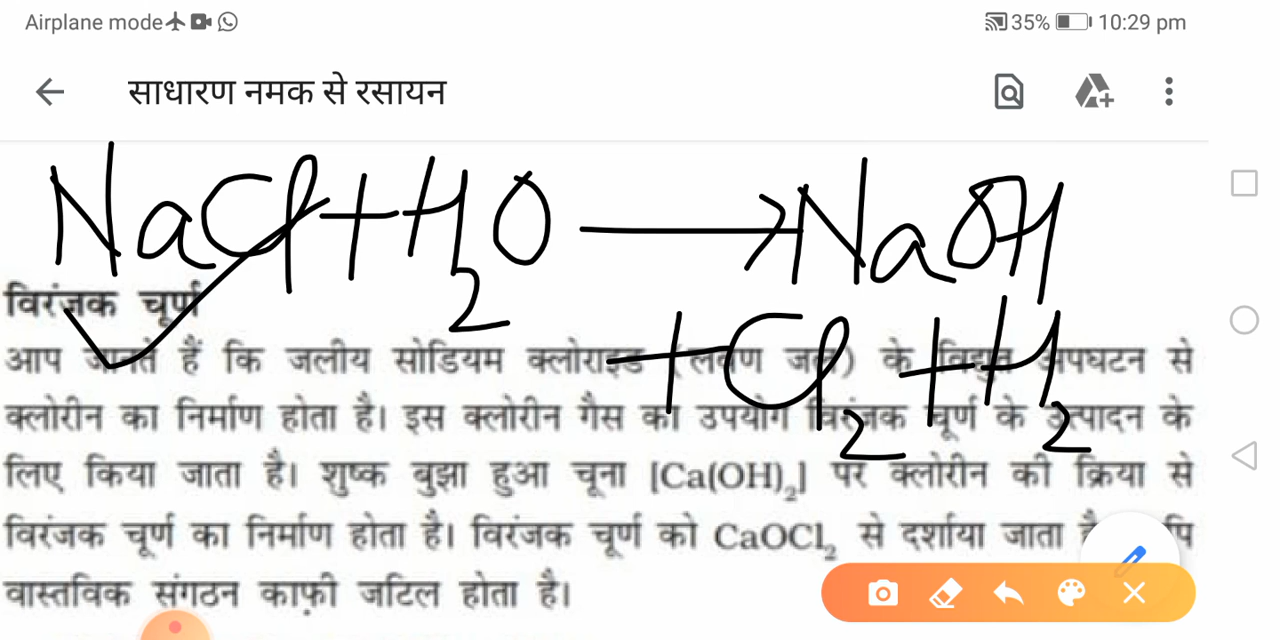 Airplane mode 35% 10:29 pm
साधारण नमक से रसायन
NaCl+H2O → NaOH
+Cl2+H2
विरंजक चूर्ण
आप जानते हैं कि जलीय सोडियम क्लोराइड (लवण जल) के विद्युत अपघटन से
क्लोरीन का निर्माण होता है। इस क्लोरीन गैस का उपयोग विरंजक चूर्ण के उत्पादन के
लिए किया जाता है। शुष्क बुझा हुआ चूना [Ca(OH)2] पर क्लोरीन की क्रिया से
विरंजक चूर्ण का निर्माण होता है। विरंजक चूर्ण को CaOCl2 से दर्शाया जाता है
वास्तविक संगठन काफ़ी जटिल होता है।